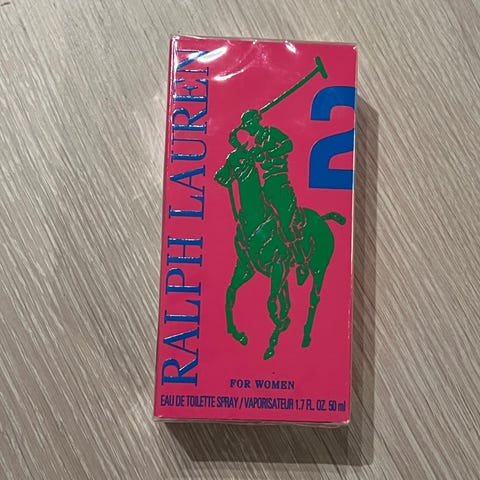 RALPH LAUREN
2
FOR WOMEN
EAU DE TOILETTE SPRAY / VAPORISATEUR 1.7 FL. OZ. 50 ml